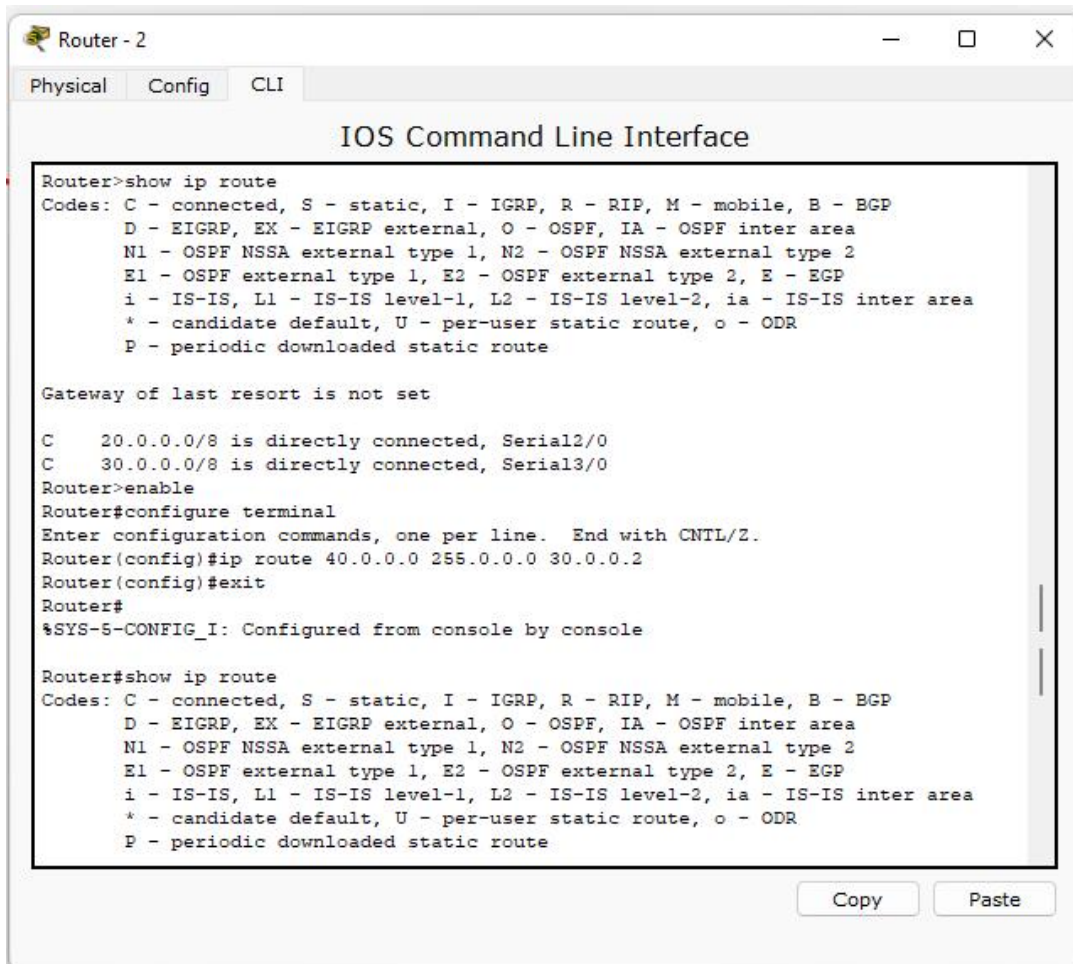 Router - 2
Physical Config CLI
IOS Command Line Interface
Router>show ip route
Codes: C - connected, S - static, I - IGRP, R - RIP, M - mobile, B - BGP
       D - EIGRP, EX - EIGRP external, O - OSPF, IA - OSPF inter area
       N1 - OSPF NSSA external type 1, N2 - OSPF NSSA external type 2
       E1 - OSPF external type 1, E2 - OSPF external type 2, E - EGP
       i - IS-IS, L1 - IS-IS level-1, L2 - IS-IS level-2, ia - IS-IS inter area
       * - candidate default, U - per-user static route, o - ODR
       P - periodic downloaded static route

Gateway of last resort is not set

C    20.0.0.0/8 is directly connected, Serial2/0
C    30.0.0.0/8 is directly connected, Serial3/0
Router>enable
Router#configure terminal
Enter configuration commands, one per line.  End with CNTL/Z.
Router(config)#ip route 40.0.0.0 255.0.0.0 30.0.0.2
Router(config)#exit
Router#
%SYS-5-CONFIG_I: Configured from console by console

Router#show ip route
Codes: C - connected, S - static, I - IGRP, R - RIP, M - mobile, B - BGP
       D - EIGRP, EX - EIGRP external, O - OSPF, IA - OSPF inter area
       N1 - OSPF NSSA external type 1, N2 - OSPF NSSA external type 2
       E1 - OSPF external type 1, E2 - OSPF external type 2, E - EGP
       i - IS-IS, L1 - IS-IS level-1, L2 - IS-IS level-2, ia - IS-IS inter area
       * - candidate default, U - per-user static route, o - ODR
       P - periodic downloaded static route
Copy Paste